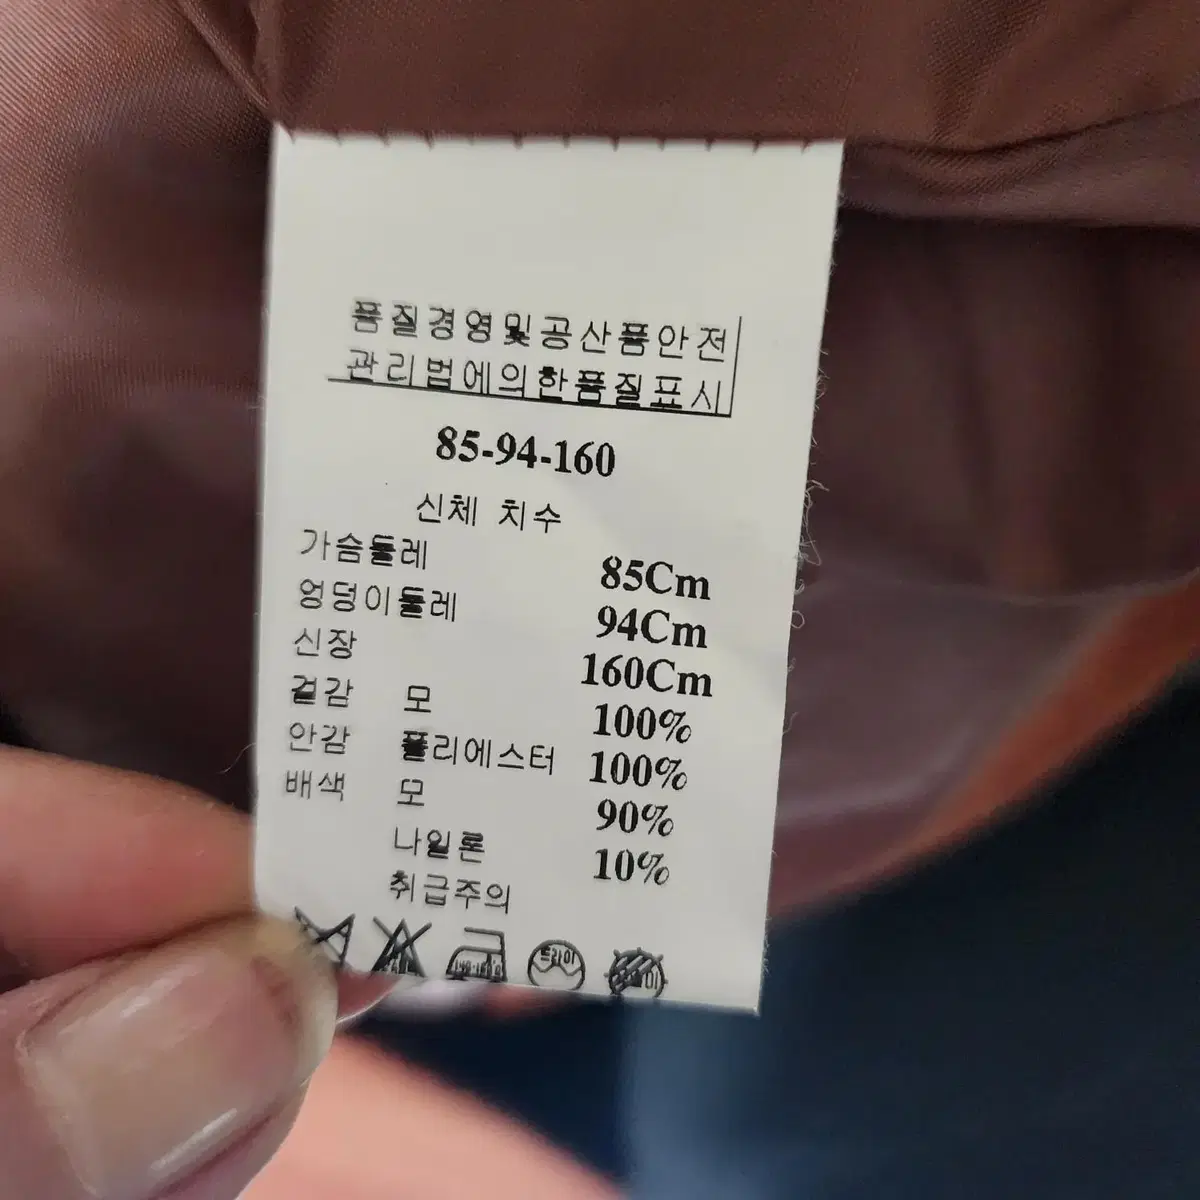 품질경영및공산품안전
관리법에의한품질표시
85-94-160
신체 치수
가슴둘레 85Cm
엉덩이둘레 94Cm
신장 160Cm
겉감 모 100%
안감 폴리에스터 100%
배색 모 90%
나일론 10%
취급주의
드라이